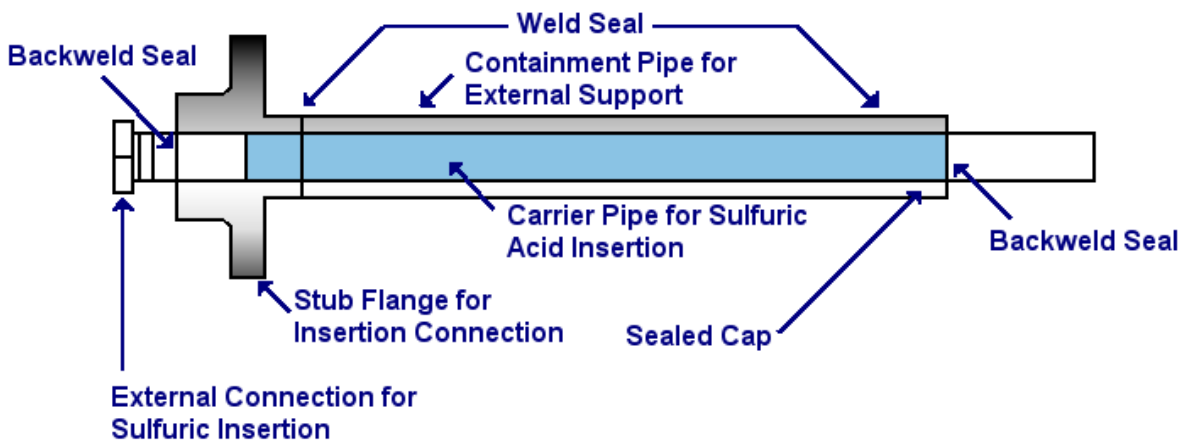 Weld Seal
Backweld Seal
Containment Pipe for
External Support
Carrier Pipe for Sulfuric
Acid Insertion
Backweld Seal
Stub Flange for
Insertion Connection
Sealed Cap
External Connection for
Sulfuric Insertion